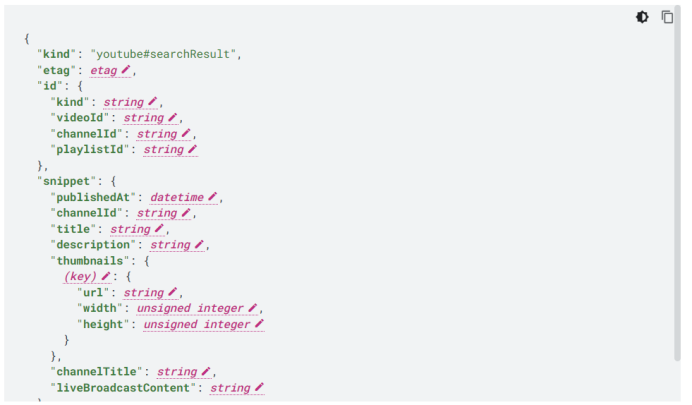 {
"kind": "youtube#searchResult",
"etag": etag,
"id": {
"kind": string,
"videoId": string,
"channelId": string,
"playlistId": string
},
"snippet": {
"publishedAt": datetime,
"channelId": string,
"title": string,
"description": string,
"thumbnails": {
(key): {
"url": string,
"width": unsigned integer,
"height": unsigned integer
}
},
"channelTitle": string,
"liveBroadcastContent": string